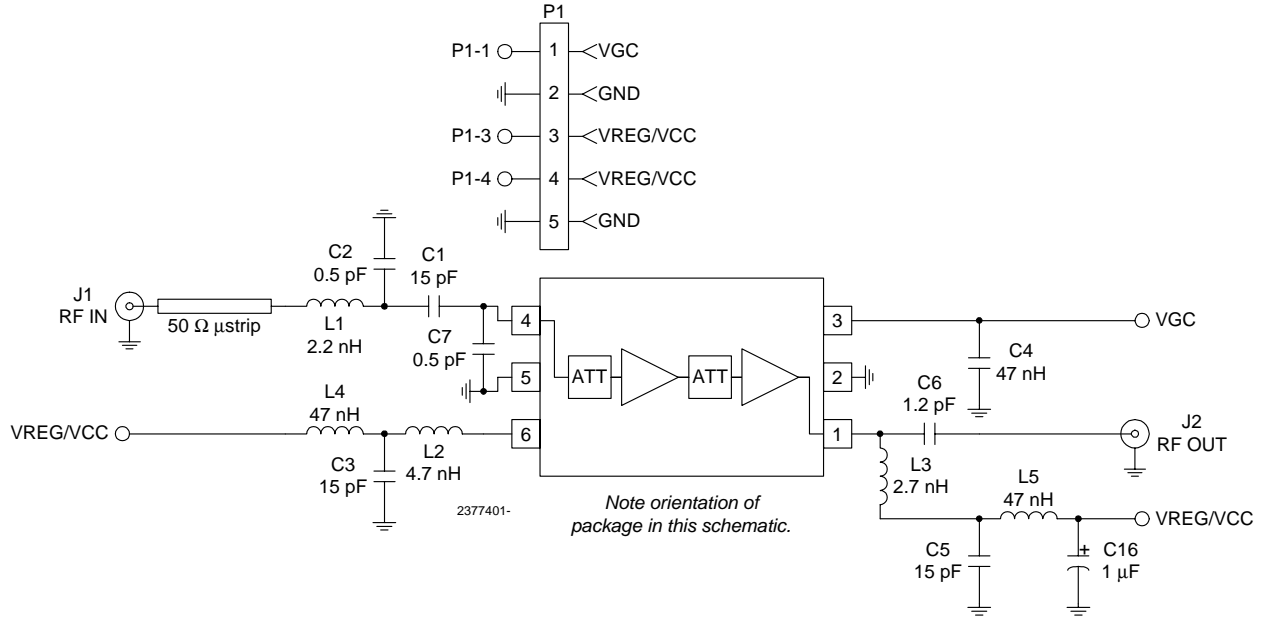 P1
P1-1
1
VGC
2
GND
P1-3
3
VREG/VCC
P1-4
4
VREG/VCC
5
GND
J1
RF IN
50 Ω μstrip
L1
2.2 nH
C2
0.5 pF
C1
15 pF
C7
0.5 pF
4
5
6
ATT
ATT
3
2
1
VGC
C4
47 nH
C6
1.2 pF
J2
RF OUT
VREG/VCC
L4
47 nH
C3
15 pF
L2
4.7 nH
2377401-
Note orientation of
package in this schematic.
L3
2.7 nH
L5
47 nH
VREG/VCC
C5
15 pF
+
C16
1 μF